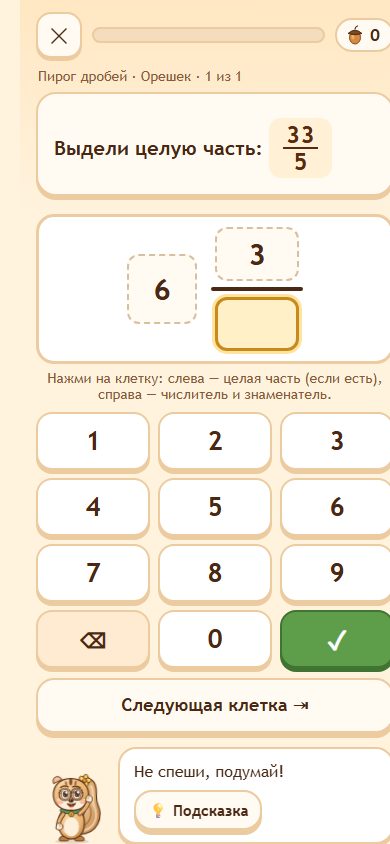 0
Пирог дробей · Орешек · 1 из 1
Выдели целую часть: 33
5
3
6
Нажми на клетку: слева — целая часть (если есть),
справа — числитель и знаменатель.
1 2 3
4 5 6
7 8 9
⌫ 0 ✓
Следующая клетка ⇥
Не спеши, подумай!
💡 Подсказка